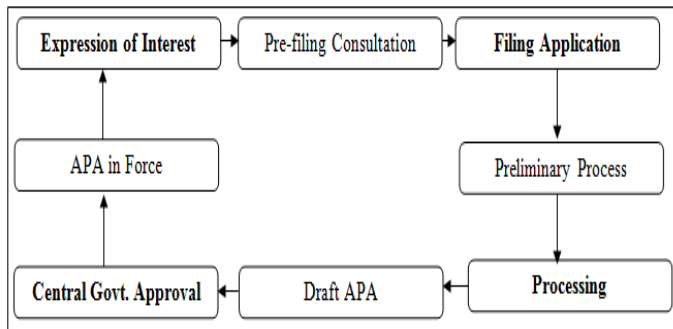 Expression of Interest
Pre-filing Consultation
Filing Application
APA in Force
Preliminary Process
Central Govt. Approval
Draft APA
Processing